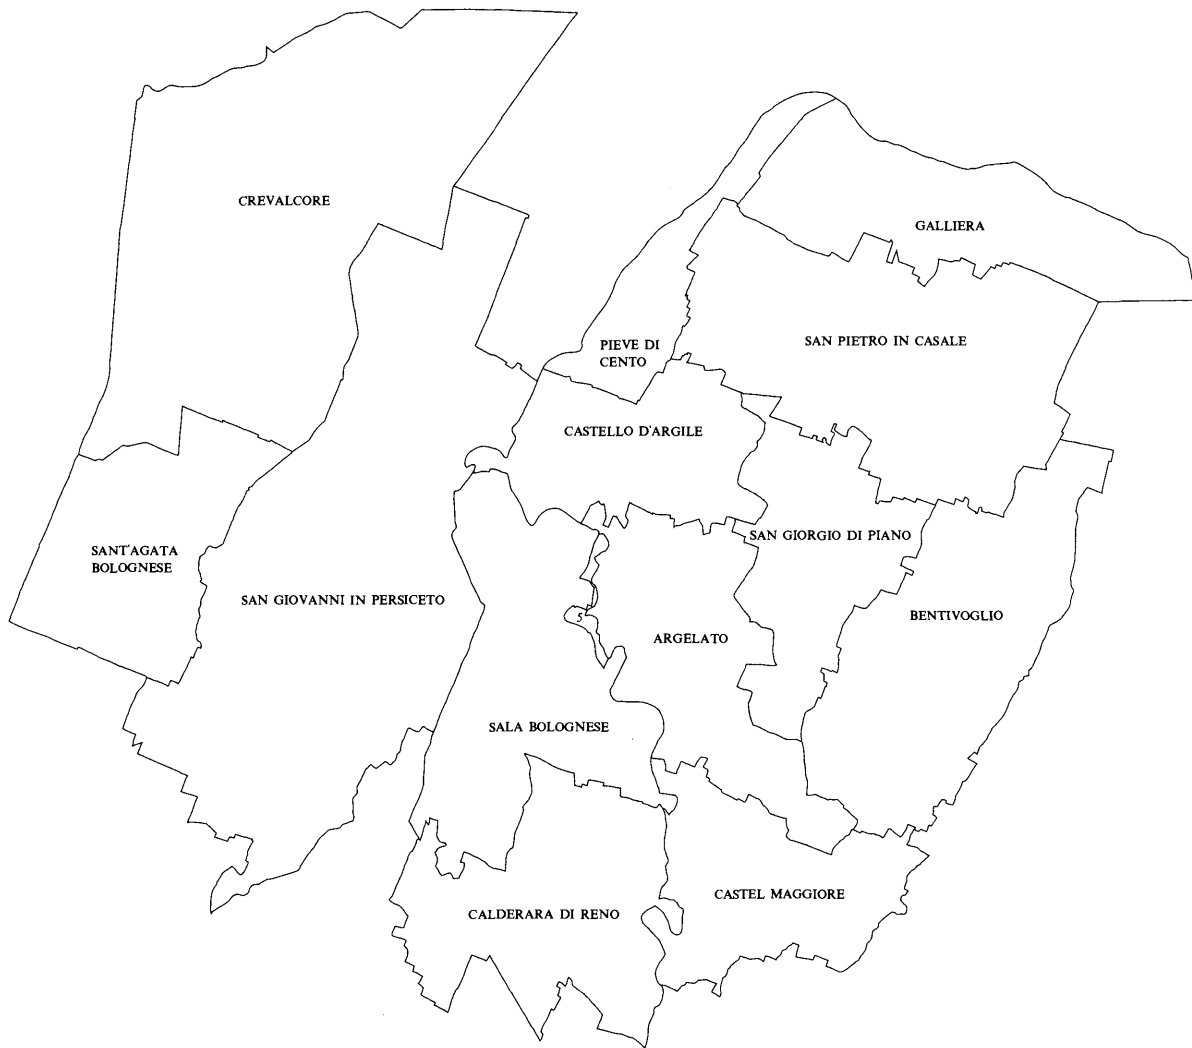 CREVALCORE
GALLIERA
PIEVE DI
CENTO
SAN PIETRO IN CASALE
CASTELLO D'ARGILE
SANT'AGATA
BOLOGNESE
SAN GIORGIO DI PIANO
SAN GIOVANNI IN PERSICETO
BENTIVOGLIO
5
ARGELATO
SALA BOLOGNESE
CASTEL MAGGIORE
CALDERARA DI RENO